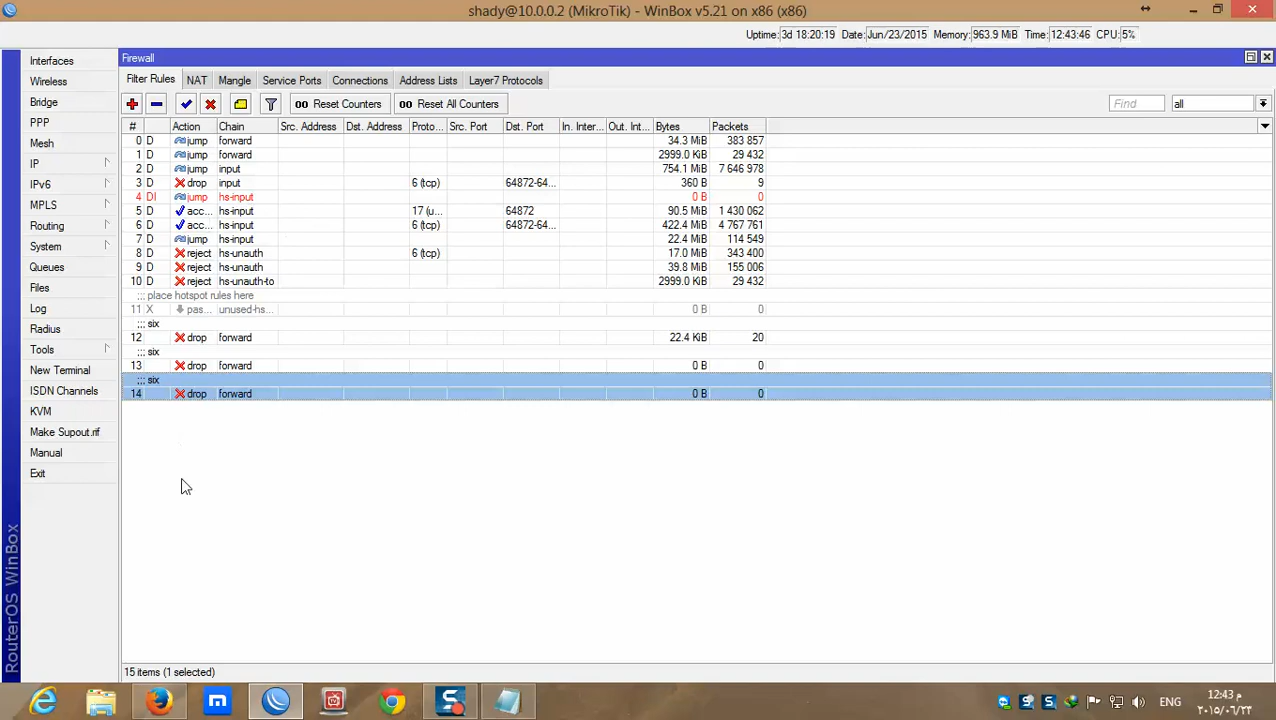 shady@10.0.0.2 (MikroTik) - WinBox v5.21 on x86 (x86)
Uptime: 3d 18:20:19 Date: Jun/23/2015 Memory: 963.9 MiB Time: 12:43:46 CPU: 5%
Interfaces
Wireless
Bridge
PPP
Mesh
IP
IPv6
MPLS
Routing
System
Queues
Files
Log
Radius
Tools
New Terminal
ISDN Channels
KVM
Make Supout.rif
Manual
Exit
RouterOS WinBox
Firewall
Filter Rules NAT Mangle Service Ports Connections Address Lists Layer7 Protocols
00 Reset Counters 00 Reset All Counters Find all
# Action Chain Src. Address Dst. Address Proto... Src. Port Dst. Port In. Inter... Out. Int... Bytes Packets
0 D jump forward 34.3 MiB 383 857
1 D jump forward 2999.0 KiB 29 432
2 D jump input 754.1 MiB 7 646 978
3 D drop input 6 (tcp) 64872-64... 360 B 9
4 DI jump hs-input 0 B 0
5 D acc... hs-input 17 (u... 64872 90.5 MiB 1 430 062
6 D acc... hs-input 6 (tcp) 64872-64... 422.4 MiB 4 767 761
7 D jump hs-input 22.4 MiB 114 549
8 D reject hs-unauth 6 (tcp) 17.0 MiB 343 400
9 D reject hs-unauth 39.8 MiB 155 006
10 D reject hs-unauth-to 2999.0 KiB 29 432
;;; place hotspot rules here
11 X pas... unused-hs... 0 B 0
;;; six
12 drop forward 22.4 KiB 20
;;; six
13 drop forward 0 B 0
;;; six
14 drop forward 0 B 0
15 items (1 selected)
ENG
12:43 م
٢٠١٥/٠٦/٢٣